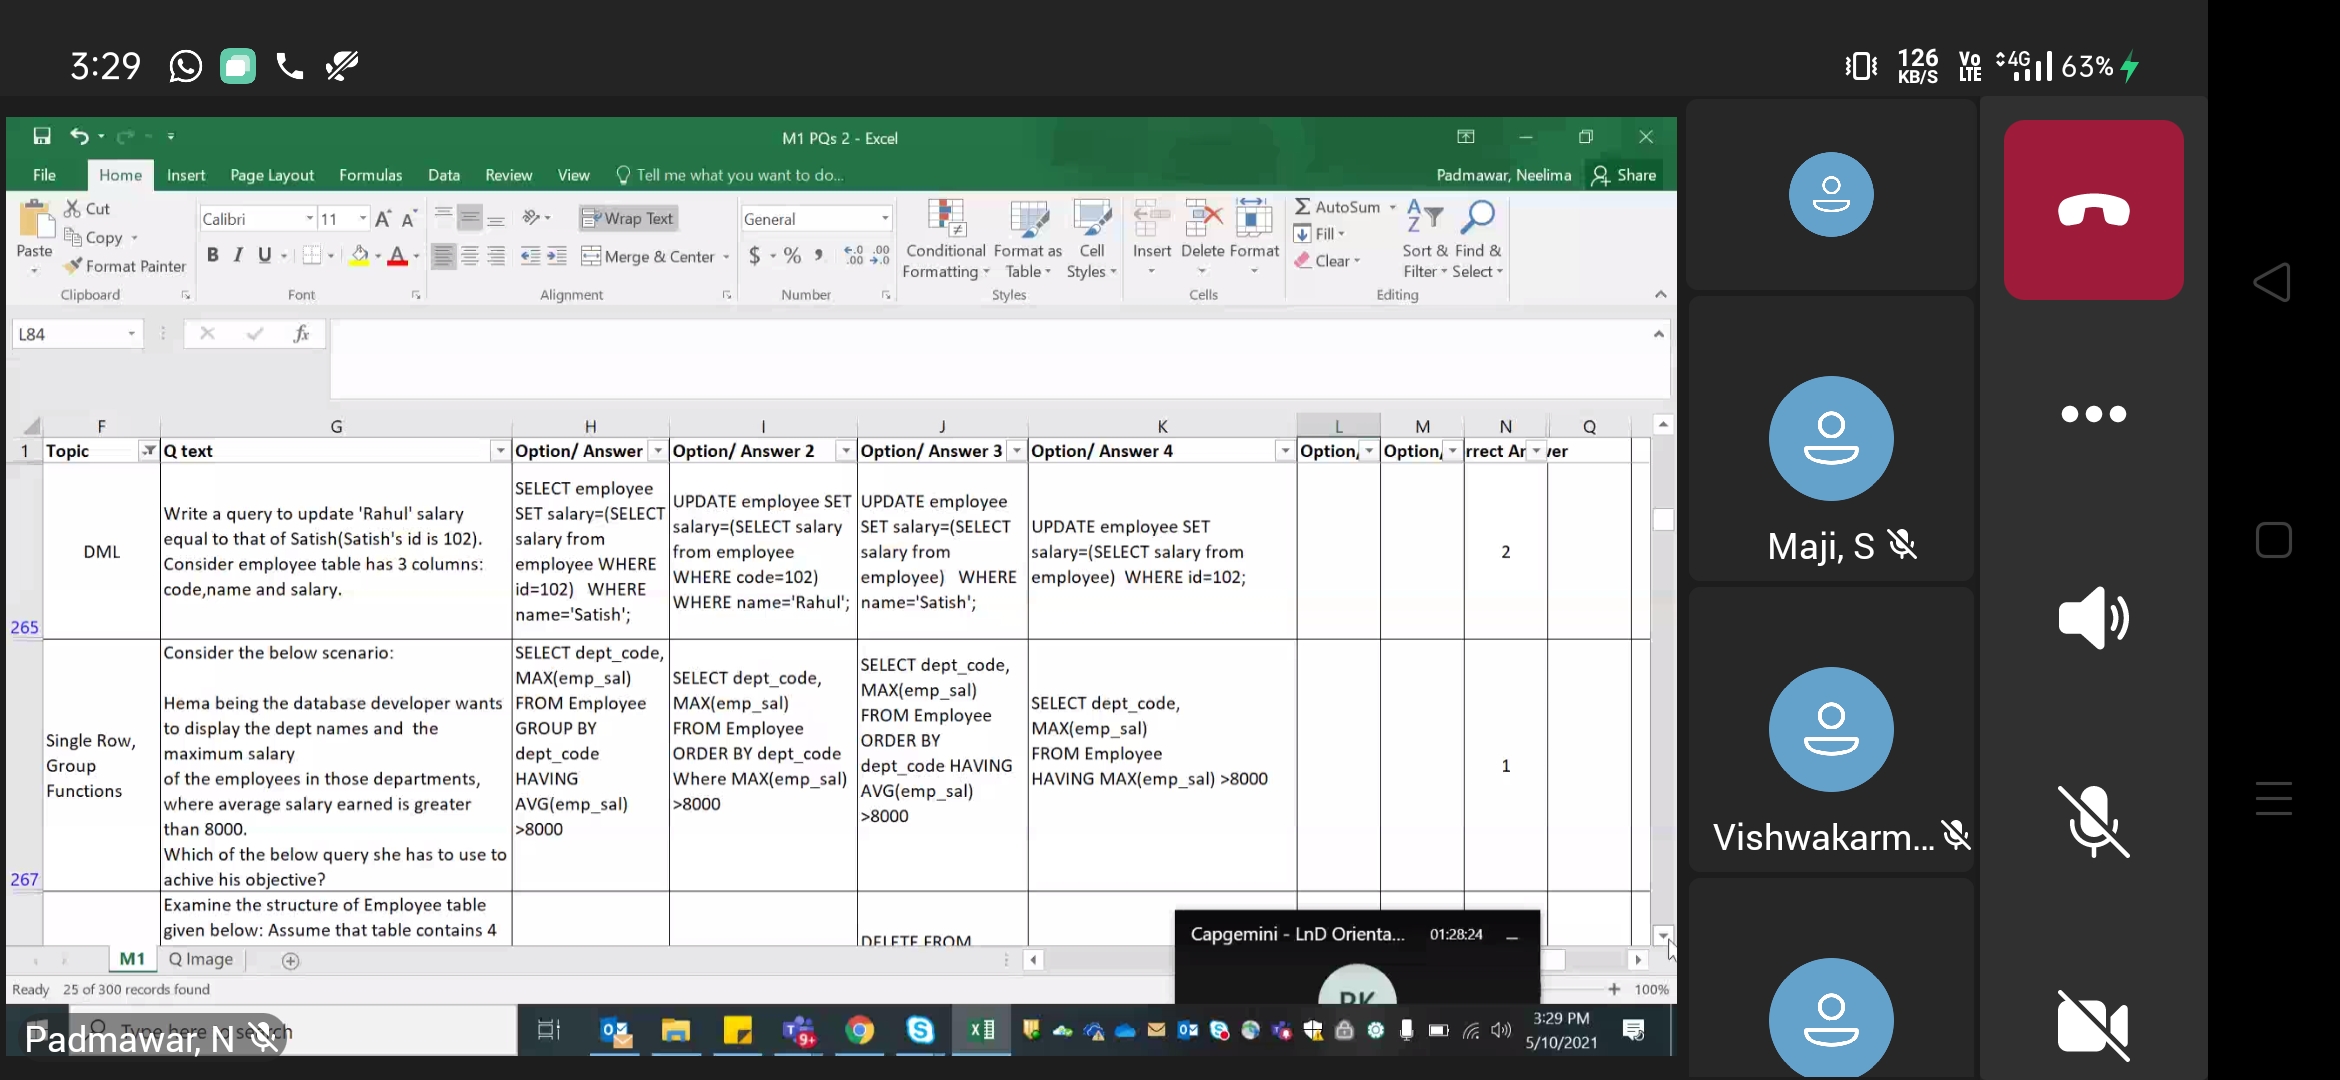 3:29
126
KB/S
Vo
LTE
4G
63%
M1 PQs 2 - Excel
File
Home
Insert
Page Layout
Formulas
Data
Review
View
Tell me what you want to do...
Padmawar, Neelima
Share
Paste
Cut
Copy
Format Painter
Clipboard
Calibri
11
B I U
Font
Wrap Text
Merge & Center
Alignment
General
$ % ,
Number
Conditional
Formatting
Format as
Table
Cell
Styles
Styles
Insert
Delete
Format
Cells
AutoSum
Fill
Clear
Sort &
Filter
Find &
Select
Editing
L84
fx
F
G
H
I
J
K
L
M
N
Q
1
Topic
Q text
Option/ Answer
Option/ Answer 2
Option/ Answer 3
Option/ Answer 4
Option/
Option/
rrect Ar
ver
265
DML
Write a query to update 'Rahul' salary
equal to that of Satish(Satish's id is 102).
Consider employee table has 3 columns:
code,name and salary.
SELECT employee
SET salary=(SELECT
salary from
employee WHERE
id=102) WHERE
name='Satish';
UPDATE employee SET
salary=(SELECT salary
from employee
WHERE code=102)
WHERE name='Rahul';
UPDATE employee
SET salary=(SELECT
salary from
employee) WHERE
name='Satish';
UPDATE employee SET
salary=(SELECT salary from
employee) WHERE id=102;
2
267
Single Row,
Group
Functions
Consider the below scenario:
Hema being the database developer wants
to display the dept names and the
maximum salary
of the employees in those departments,
where average salary earned is greater
than 8000.
Which of the below query she has to use to
achive his objective?
SELECT dept_code,
MAX(emp_sal)
FROM Employee
GROUP BY
dept_code
HAVING
AVG(emp_sal)
>8000
SELECT dept_code,
MAX(emp_sal)
FROM Employee
ORDER BY dept_code
Where MAX(emp_sal)
>8000
SELECT dept_code,
MAX(emp_sal)
FROM Employee
ORDER BY
dept_code HAVING
AVG(emp_sal)
>8000
SELECT dept_code,
MAX(emp_sal)
FROM Employee
HAVING MAX(emp_sal) >8000
1
Examine the structure of Employee table
given below: Assume that table contains 4
DELETE FROM
Capgemini - LnD Orienta...
01:28:24
M1
Q Image
Ready
25 of 300 records found
100%
Type here to search
Padmawar, N
9+
3:29 PM
5/10/2021
Maji, S
Vishwakarm...